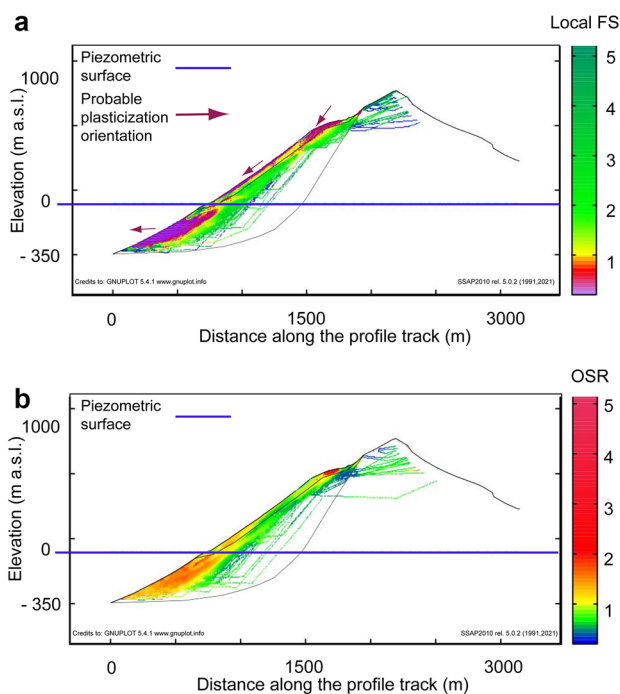 a
Local FS
Piezometric
surface
Probable
plasticization
orientation
Elevation (m a.s.l.)
1000
0
- 350
5
4
3
2
1
Credits to: GNUPLOT 5.4.1 www.gnuplot.info
SSAP2010 rel. 5.0.2 (1991,2021)
0
1500
3000
Distance along the profile track (m)
b
OSR
Piezometric
surface
Elevation (m a.s.l.)
1000
0
- 350
5
4
3
2
1
Credits to: GNUPLOT 5.4.1 www.gnuplot.info
SSAP2010 rel. 5.0.2 (1991,2021)
0
1500
3000
Distance along the profile track (m)